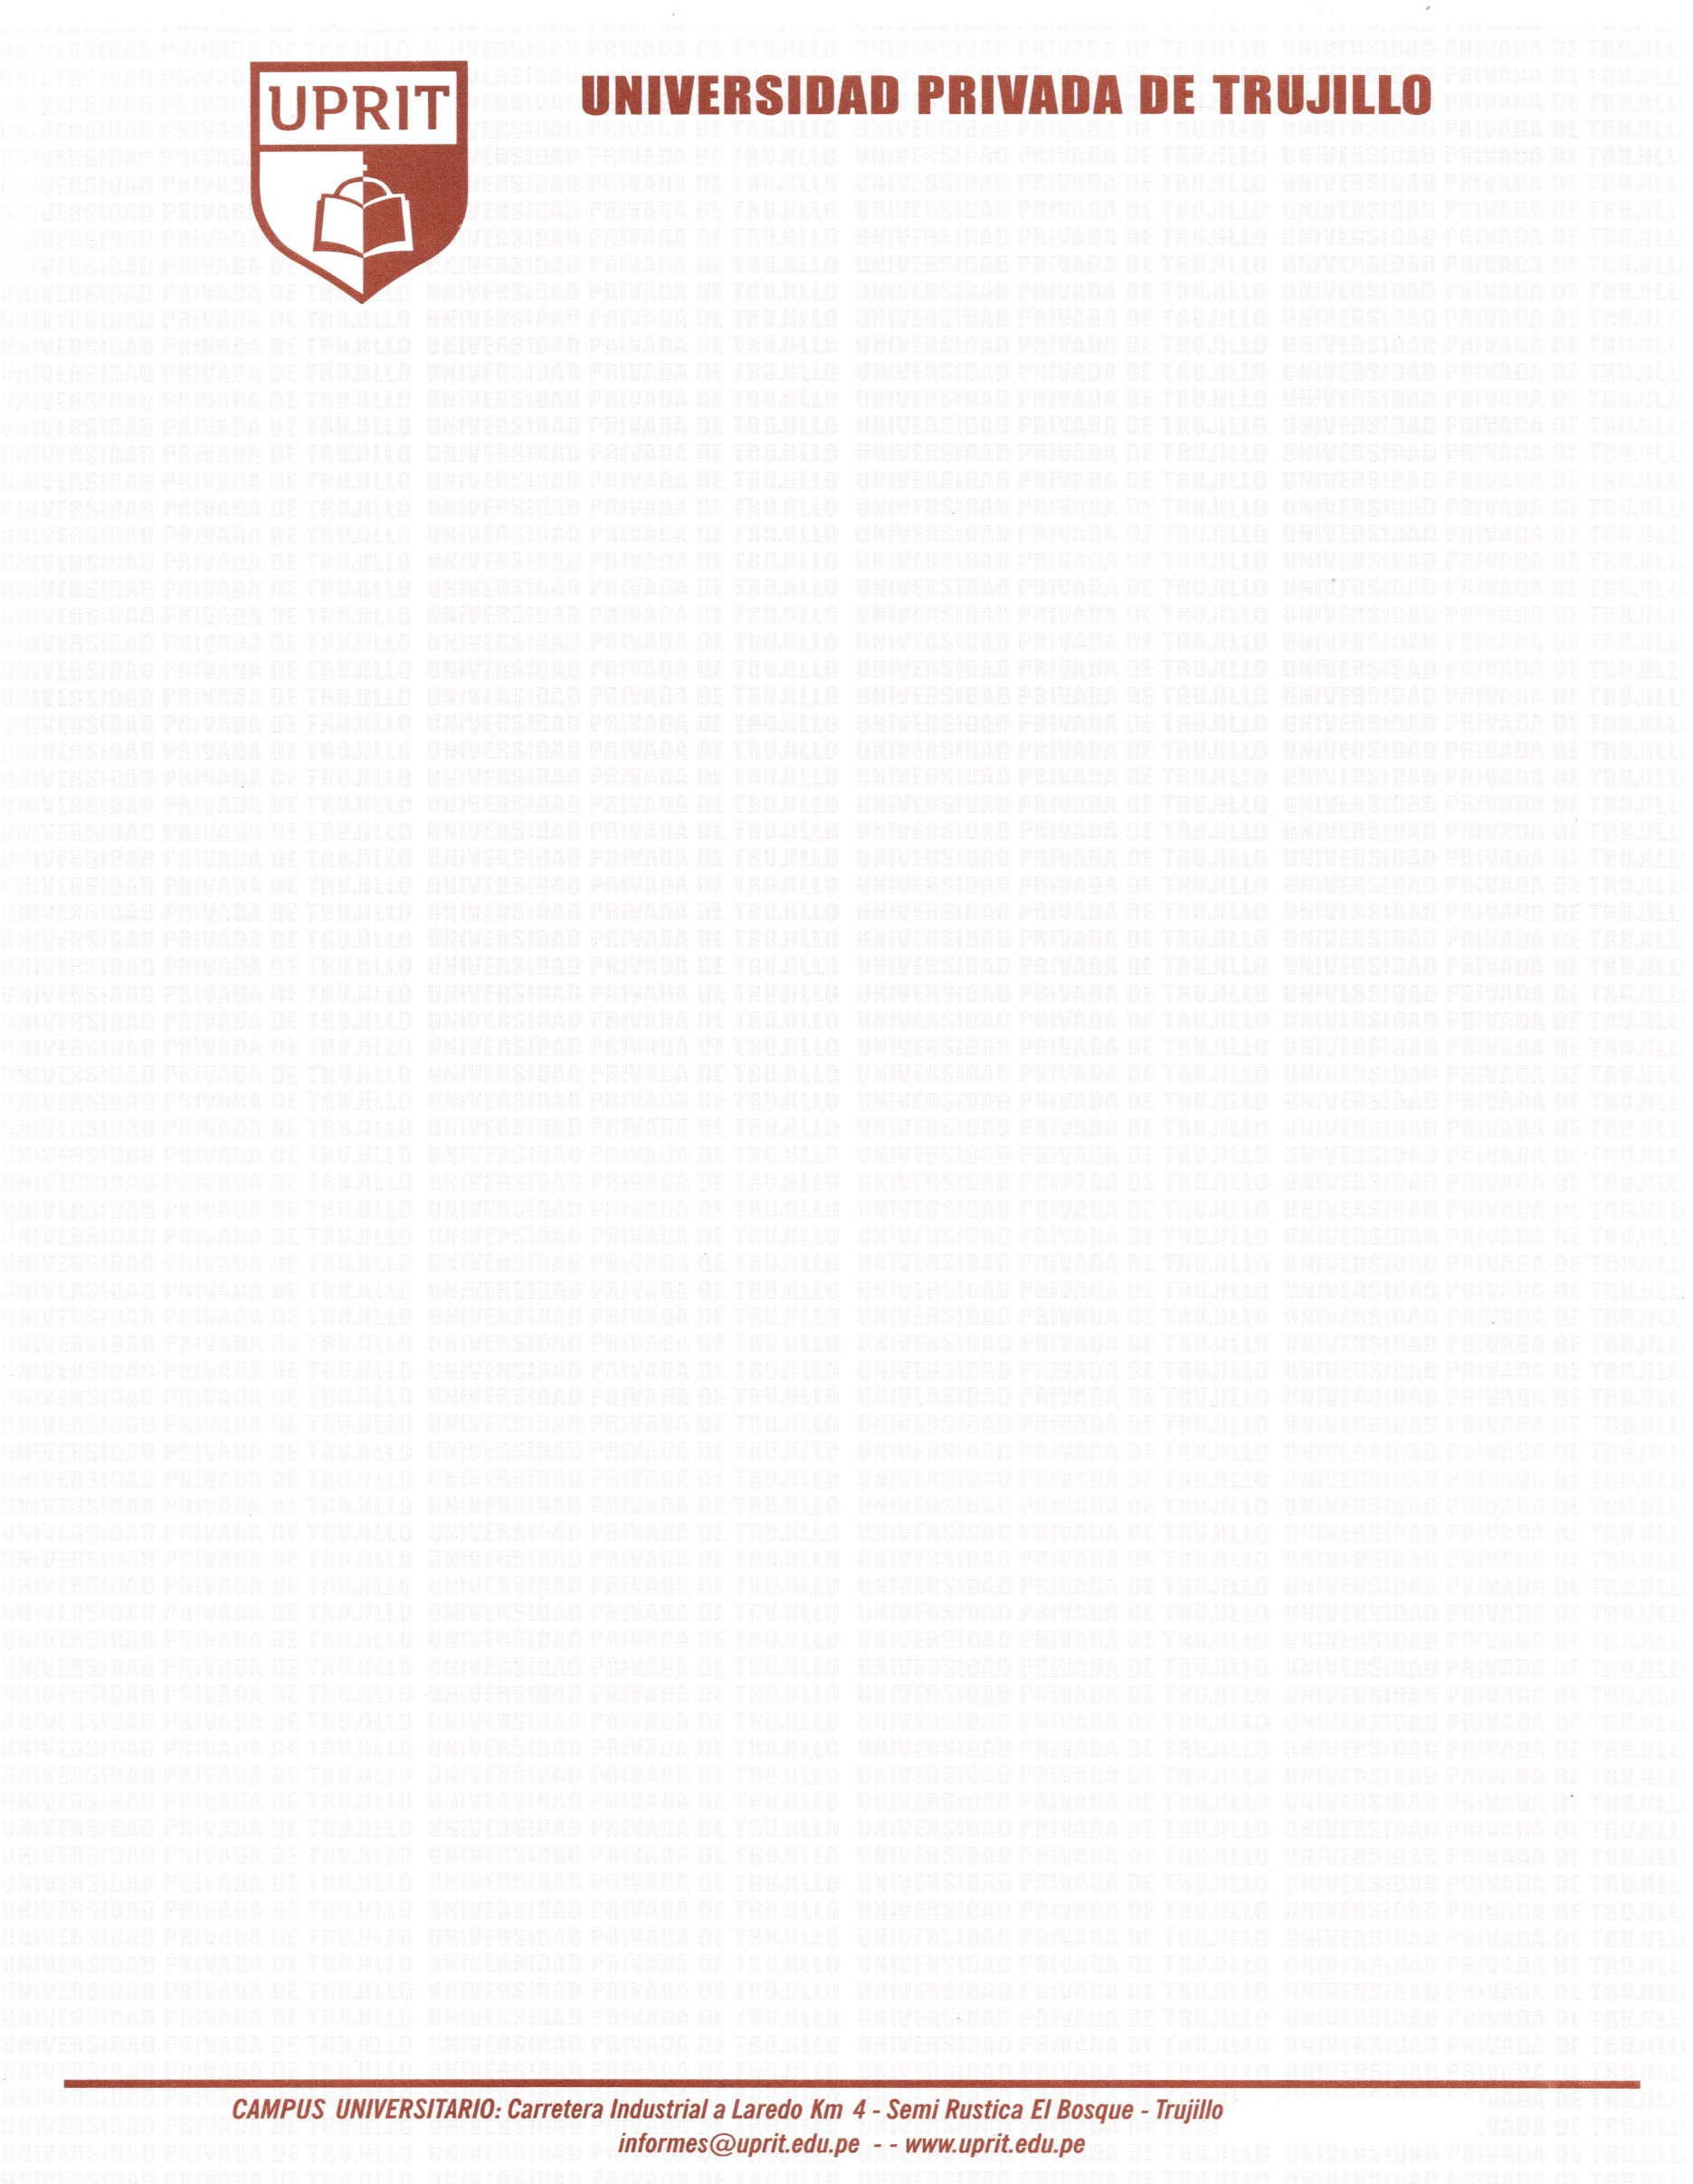 UPRIT
UNIVERSIDAD PRIVADA DE TRUJILLO
CAMPUS UNIVERSITARIO: Carretera Industrial a Laredo Km 4 - Semi Rustica El Bosque - Trujillo
informes@uprit.edu.pe - - www.uprit.edu.pe